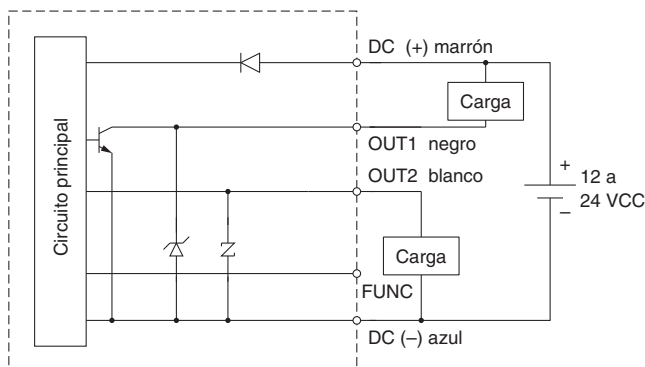 DC (+) marrón
Carga
OUT1 negro
OUT2 blanco
Circuito principal
+
12 a
24 VCC
–
Carga
FUNC
DC (–) azul